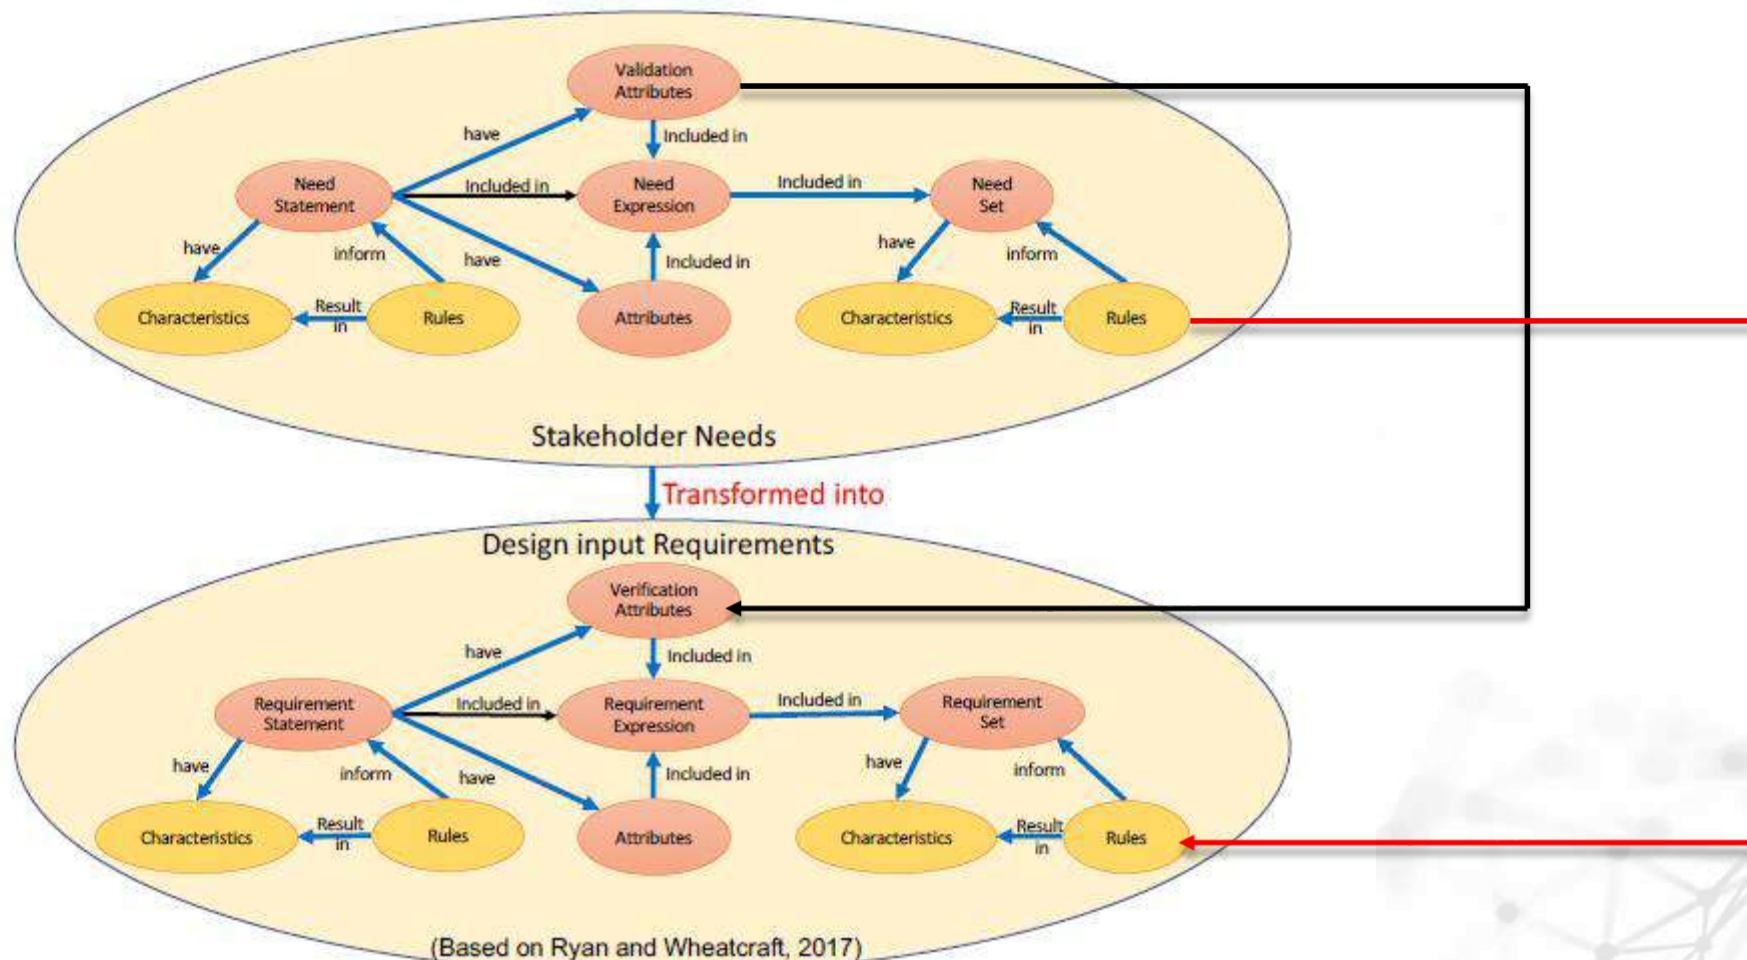 Validation
Attributes
have
Included in
Need
Statement
Included in
Need
Expression
Included in
Need
Set
have
inform
have
Included in
have
inform
Characteristics
Result
in
Rules
Attributes
Characteristics
Result
in
Rules
Stakeholder Needs
Transformed into
Design input Requirements
Verification
Attributes
have
Included in
Requirement
Statement
Included in
Requirement
Expression
Included in
Requirement
Set
have
inform
have
Included in
have
inform
Characteristics
Result
in
Rules
Attributes
Characteristics
Result
in
Rules
(Based on Ryan and Wheatcraft, 2017)